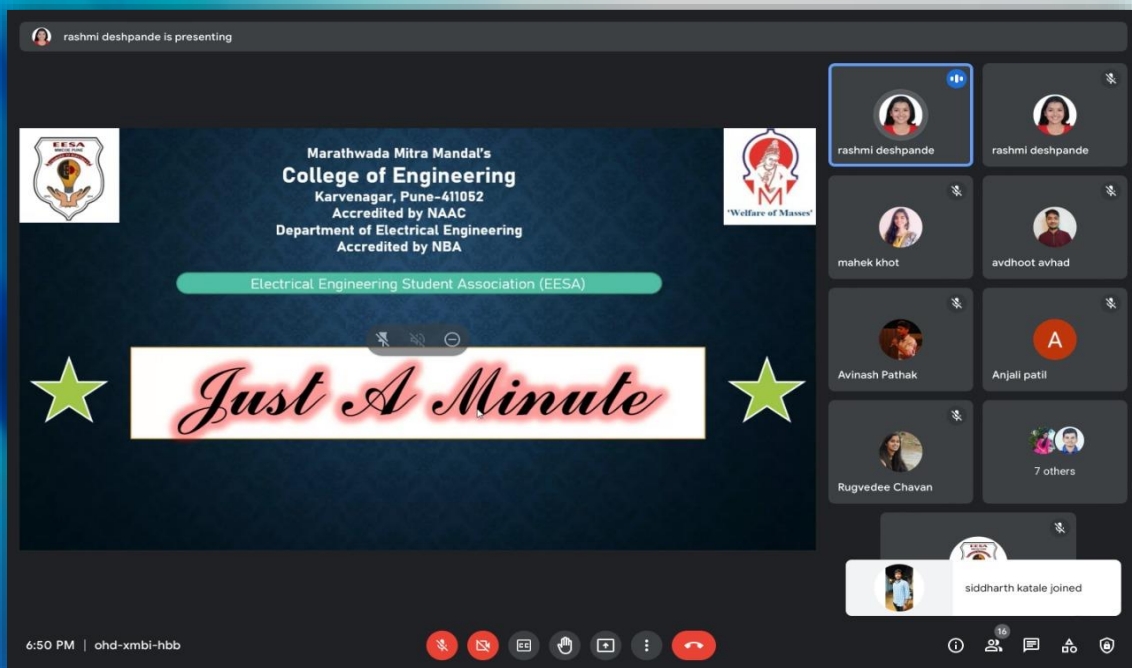 rashmi deshpande is presenting
EESA
MMCOE PUNE
Marathwada Mitra Mandal's
College of Engineering
Karvenagar, Pune-411052
Accredited by NAAC
Department of Electrical Engineering
Accredited by NBA
M
'Welfare of Masses'
Electrical Engineering Student Association (EESA)
Just A Minute
rashmi deshpande
rashmi deshpande
mahek khot
avdhoot avhad
Avinash Pathak
A
Anjali patil
Rugvedee Chavan
7 others
EESA
siddharth katale joined
6:50 PM | ohd-xmbi-hbb
CC
16